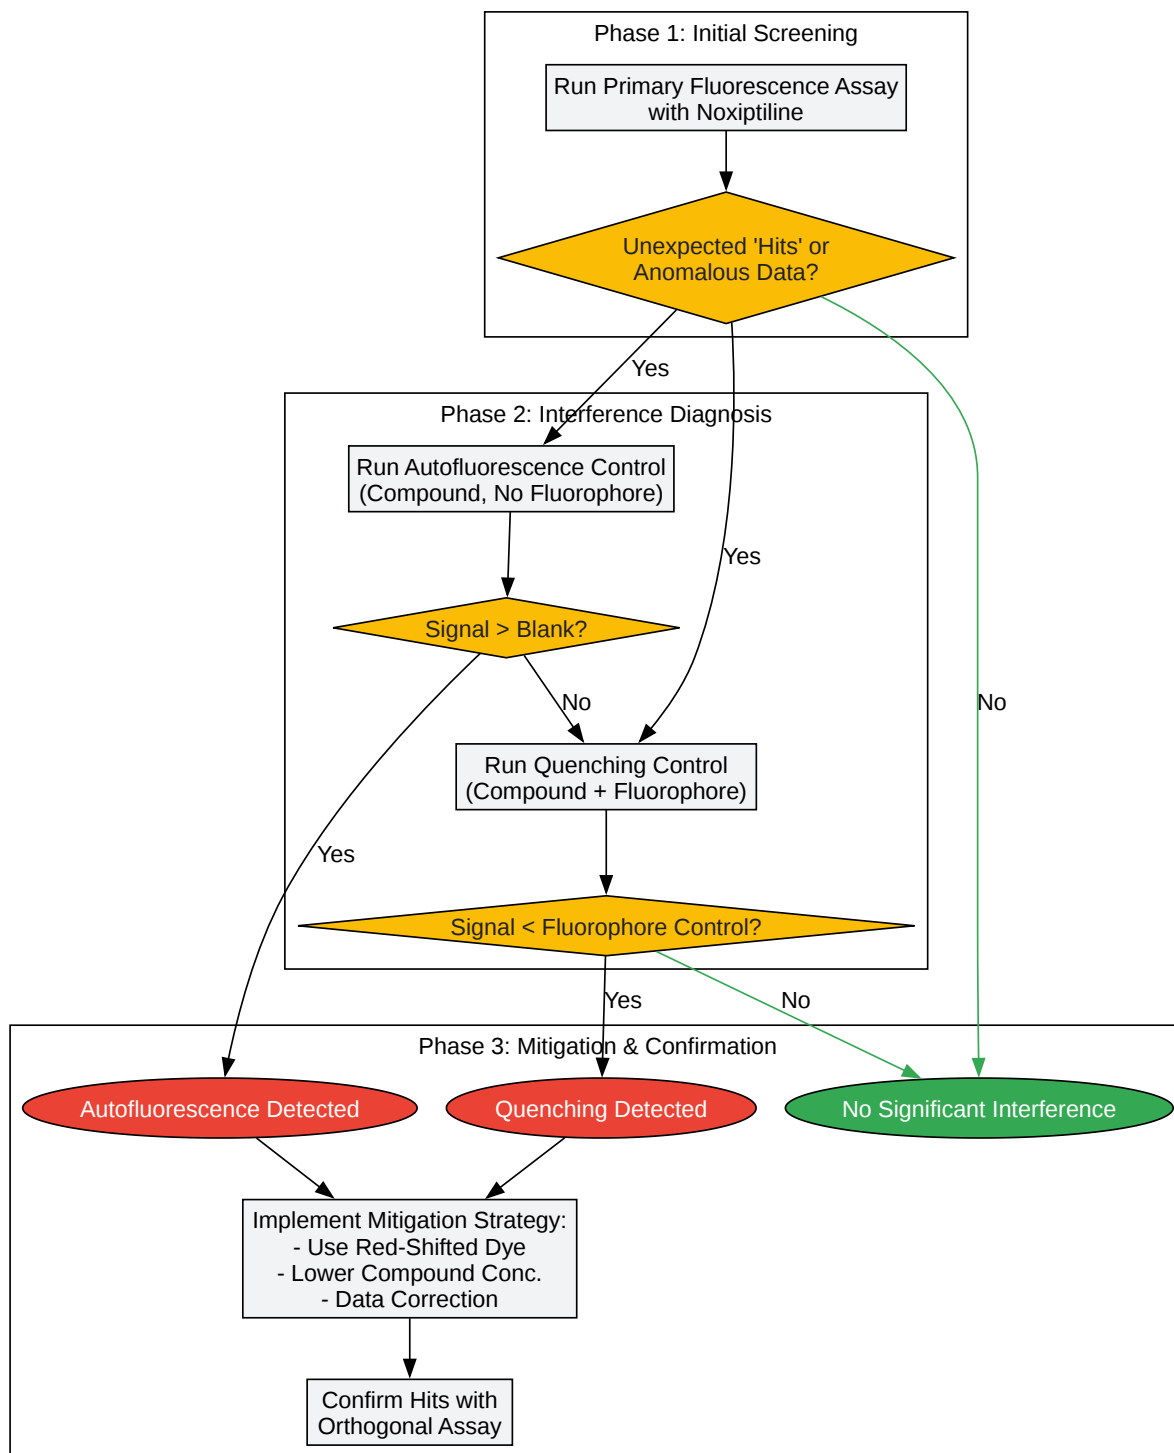 Phase 1: Initial Screening
Run Primary Fluorescence Assay
with Noxiptiline
Unexpected 'Hits' or
Anomalous Data?
Yes
Phase 2: Interference Diagnosis
Run Autofluorescence Control
(Compound, No Fluorophore)
Yes
Signal > Blank?
No
No
Run Quenching Control
(Compound + Fluorophore)
Yes
Signal < Fluorophore Control?
Yes
No
Phase 3: Mitigation & Confirmation
Autofluorescence Detected
Quenching Detected
No Significant Interference
Implement Mitigation Strategy:
- Use Red-Shifted Dye
- Lower Compound Conc.
- Data Correction
Confirm Hits with
Orthogonal Assay